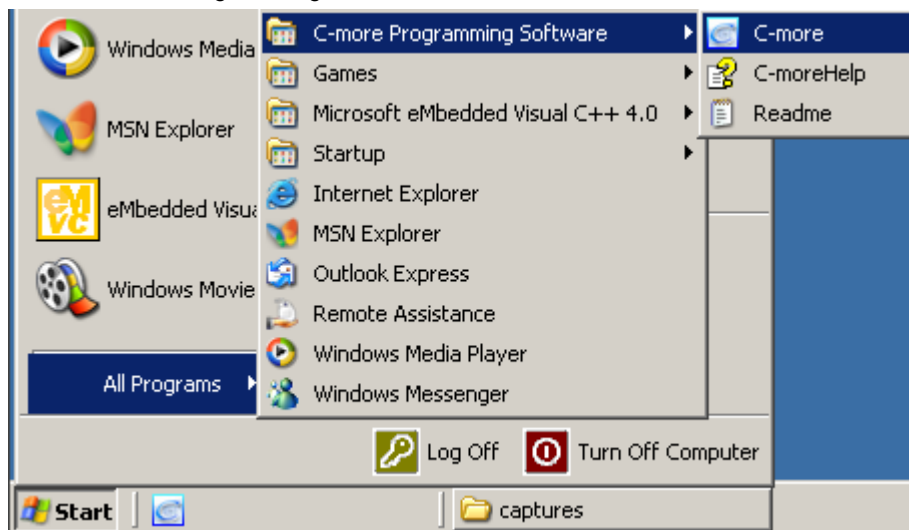 Windows Media
MSN Explorer
eMbedded Visua
Windows Movie
All Programs
C-more Programming Software
Games
Microsoft eMbedded Visual C++ 4.0
Startup
Internet Explorer
MSN Explorer
Outlook Express
Remote Assistance
Windows Media Player
Windows Messenger
C-more
C-moreHelp
Readme
Log Off
Turn Off Computer
Start
captures